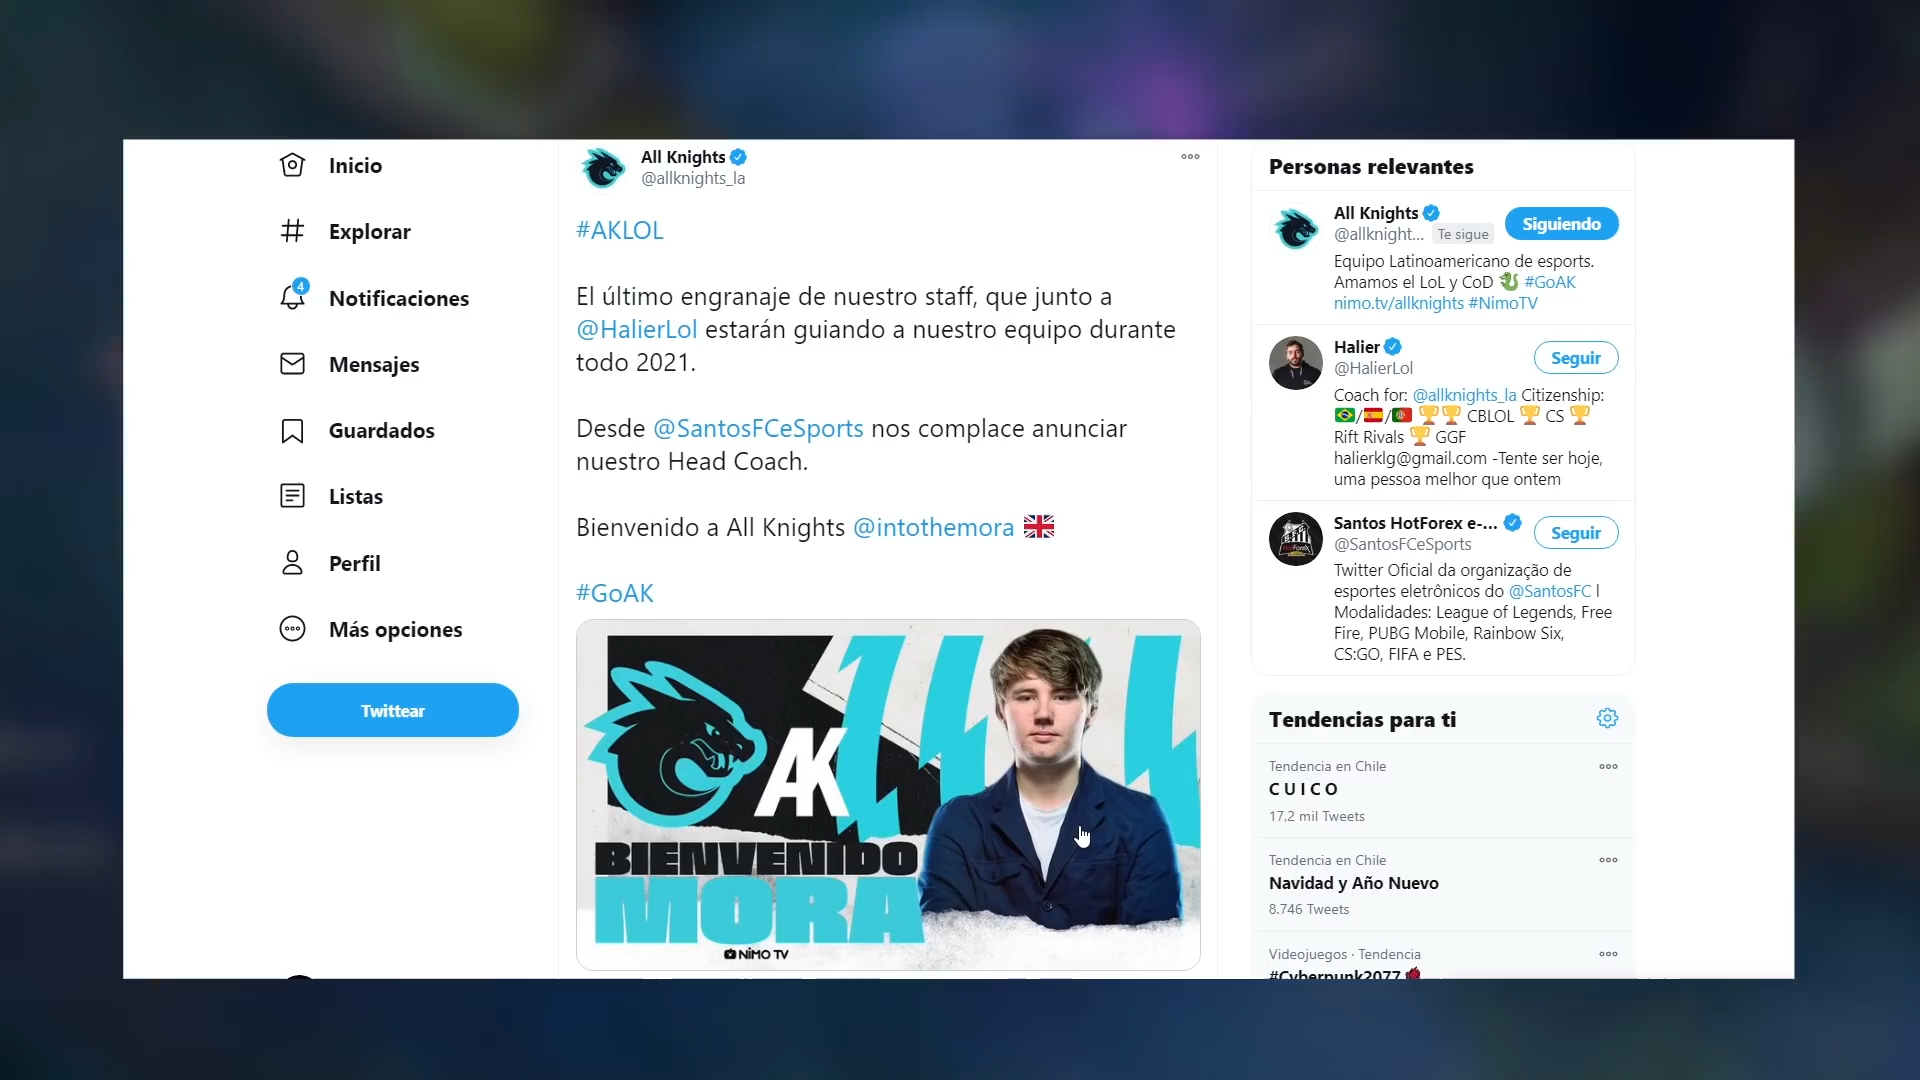 Inicio
Explorar
4
Notificaciones
Mensajes
Guardados
Listas
Perfil
Más opciones
Twittear
All Knights
@allknights_la
#AKLOL
El último engranaje de nuestro staff, que junto a
@HalierLol estarán guiando a nuestro equipo durante
todo 2021.
Desde @SantosFCeSports nos complace anunciar
nuestro Head Coach.
Bienvenido a All Knights @intothemora
#GoAK
AK
BIENVENIDO
MORA
NIMO TV
Personas relevantes
All Knights
@allknight... Te sigue
Siguiendo
Equipo Latinoamericano de esports.
Amamos el LoL y CoD #GoAK
nimo.tv/allknights #NimoTV
Halier
@HalierLol
Seguir
Coach for: @allknights_la Citizenship:
/ / CBLOL CS
Rift Rivals GGF
halierklg@gmail.com -Tente ser hoje,
uma pessoa melhor que ontem
Santos HotForex e-...
@SantosFCeSports
Seguir
Twitter Oficial da organização de
esportes eletrônicos do @SantosFC |
Modalidades: League of Legends, Free
Fire, PUBG Mobile, Rainbow Six,
CS:GO, FIFA e PES.
Tendencias para ti
Tendencia en Chile
C U I C O
17,2 mil Tweets
Tendencia en Chile
Navidad y Año Nuevo
8.746 Tweets
Videojuegos · Tendencia
#Cyberpunk2077